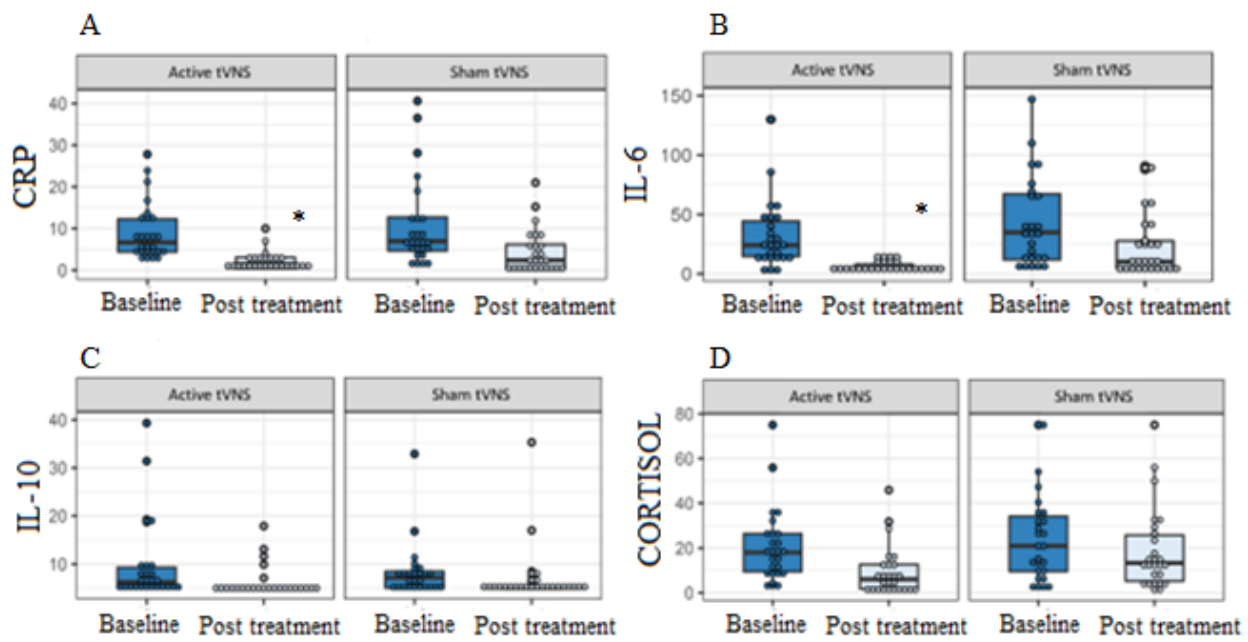 A
B
Active tVNS Sham tVNS
Active tVNS Sham tVNS
CRP
40
30
20
10
0
*
IL-6
150
100
50
0
*
Baseline Post treatment Baseline Post treatment
Baseline Post treatment Baseline Post treatment
C
D
Active tVNS Sham tVNS
Active tVNS Sham tVNS
IL-10
40
30
20
10
CORTISOL
80
60
40
20
0
Baseline Post treatment Baseline Post treatment
Baseline Post treatment Baseline Post treatment